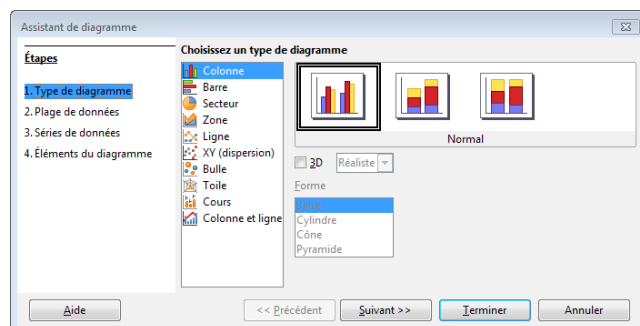 Assistant de diagramme
Étapes
1. Type de diagramme
2. Plage de données
3. Séries de données
4. Éléments du diagramme
Choisissez un type de diagramme
Colonne
Barre
Secteur
Zone
Ligne
XY (dispersion)
Bulle
Toile
Cours
Colonne et ligne
Normal
3D
Réaliste
Forme
Barre
Cylindre
Cône
Pyramide
Aide
<< Précédent
Suivant >>
Terminer
Annuler